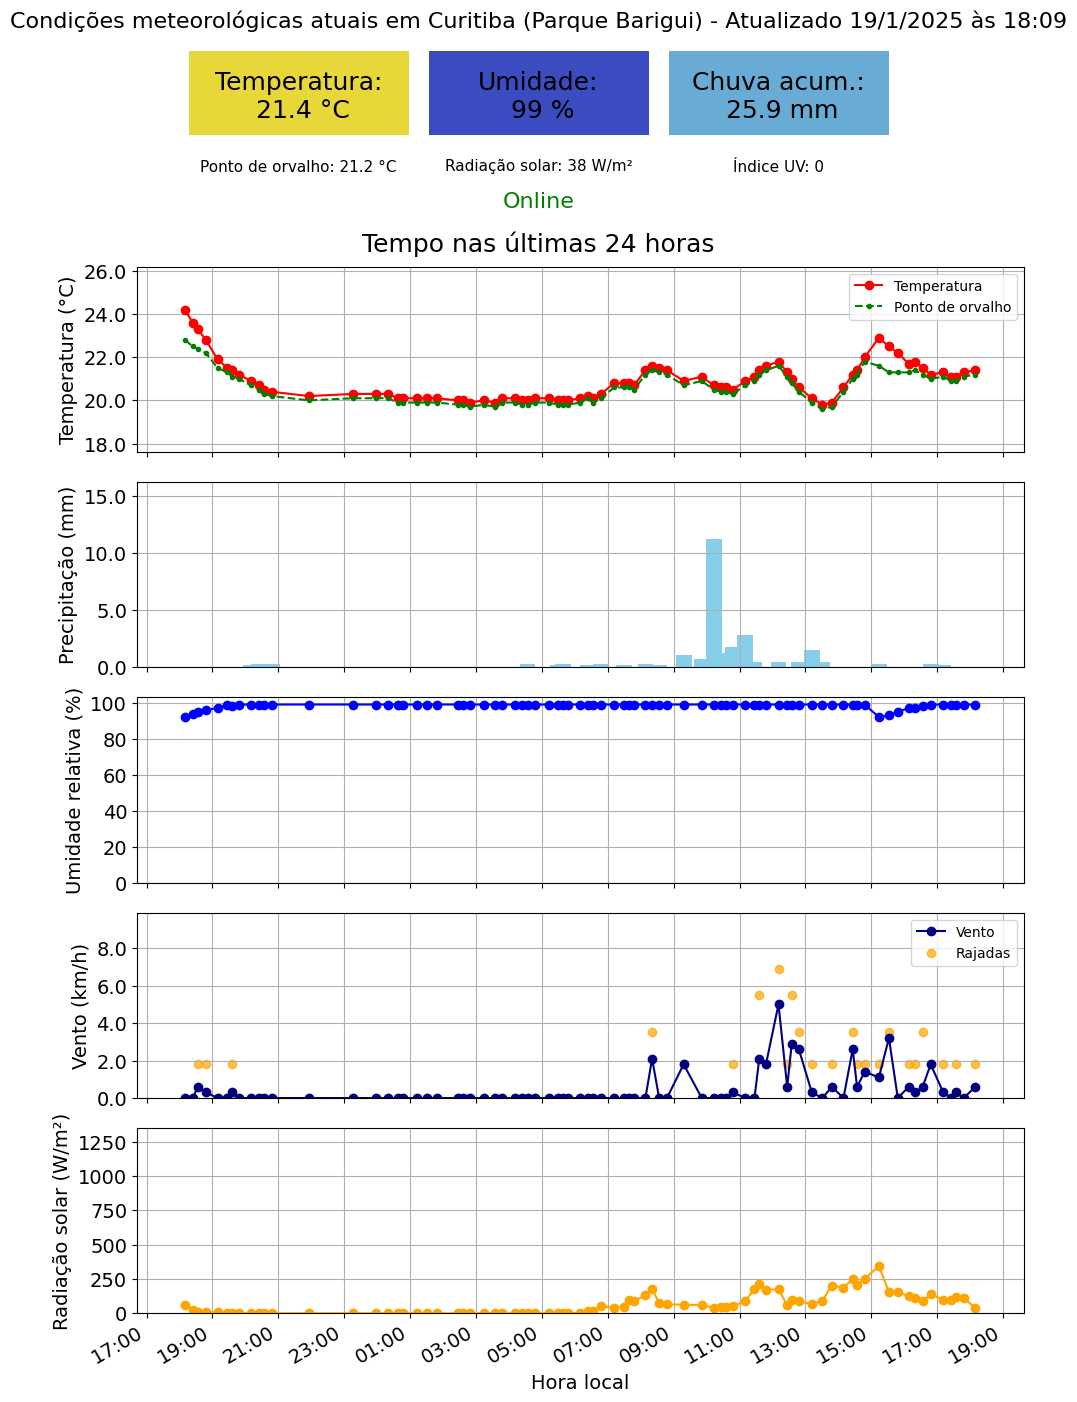 Condições meteorológicas atuais em Curitiba (Parque Barigui) - Atualizado 19/1/2025 às 18:09
Temperatura:
21.4 °C
Umidade:
99 %
Chuva acum.:
25.9 mm
Ponto de orvalho: 21.2 °C
Radiação solar: 38 W/m²
Índice UV: 0
Online
Tempo nas últimas 24 horas
Temperatura (°C)
26.0
24.0
22.0
20.0
18.0
Temperatura
Ponto de orvalho
Precipitação (mm)
15.0
10.0
5.0
0.0
Umidade relativa (%)
100
80
60
40
20
0
Vento (km/h)
8.0
6.0
4.0
2.0
0.0
Vento
Rajadas
Radiação solar (W/m²)
1250
1000
750
500
250
0
17:00
19:00
21:00
23:00
01:00
03:00
05:00
07:00
09:00
11:00
13:00
15:00
17:00
19:00
Hora local